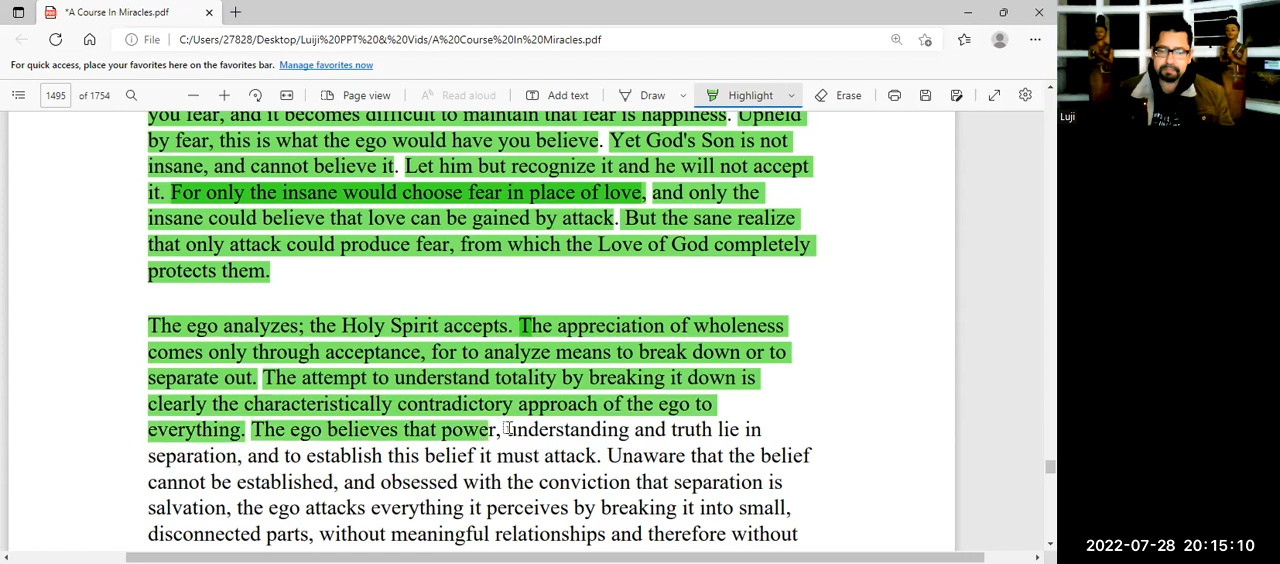 *A Course In Miracles.pdf
File
C:/Users/27828/Desktop/Luiji%20PPT%20&%20Vids/A%20Course%20In%20Miracles.pdf
For quick access, place your favorites here on the favorites bar. Manage favorites now
1495 of 1754
Page view
Read aloud
Add text
Draw
Highlight
Erase
Luji
you fear, and it becomes difficult to maintain that fear is happiness. Upheld
by fear, this is what the ego would have you believe. Yet God's Son is not
insane, and cannot believe it. Let him but recognize it and he will not accept
it. For only the insane would choose fear in place of love, and only the
insane could believe that love can be gained by attack. But the sane realize
that only attack could produce fear, from which the Love of God completely
protects them.
The ego analyzes; the Holy Spirit accepts. The appreciation of wholeness
comes only through acceptance, for to analyze means to break down or to
separate out. The attempt to understand totality by breaking it down is
clearly the characteristically contradictory approach of the ego to
everything. The ego believes that power, understanding and truth lie in
separation, and to establish this belief it must attack. Unaware that the belief
cannot be established, and obsessed with the conviction that separation is
salvation, the ego attacks everything it perceives by breaking it into small,
disconnected parts, without meaningful relationships and therefore without
2022-07-28 20:15:10